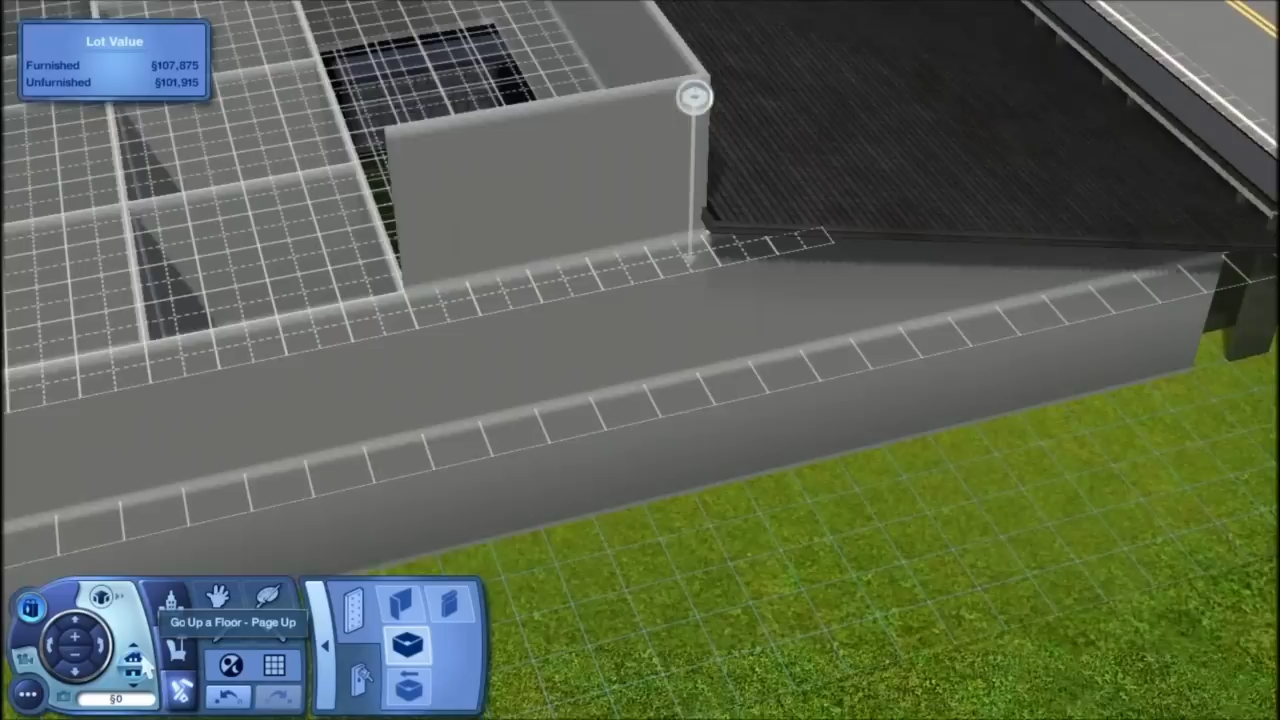 Lot Value
Furnished §107,875
Unfurnished §101,915
Go Up a Floor - Page Up
§0